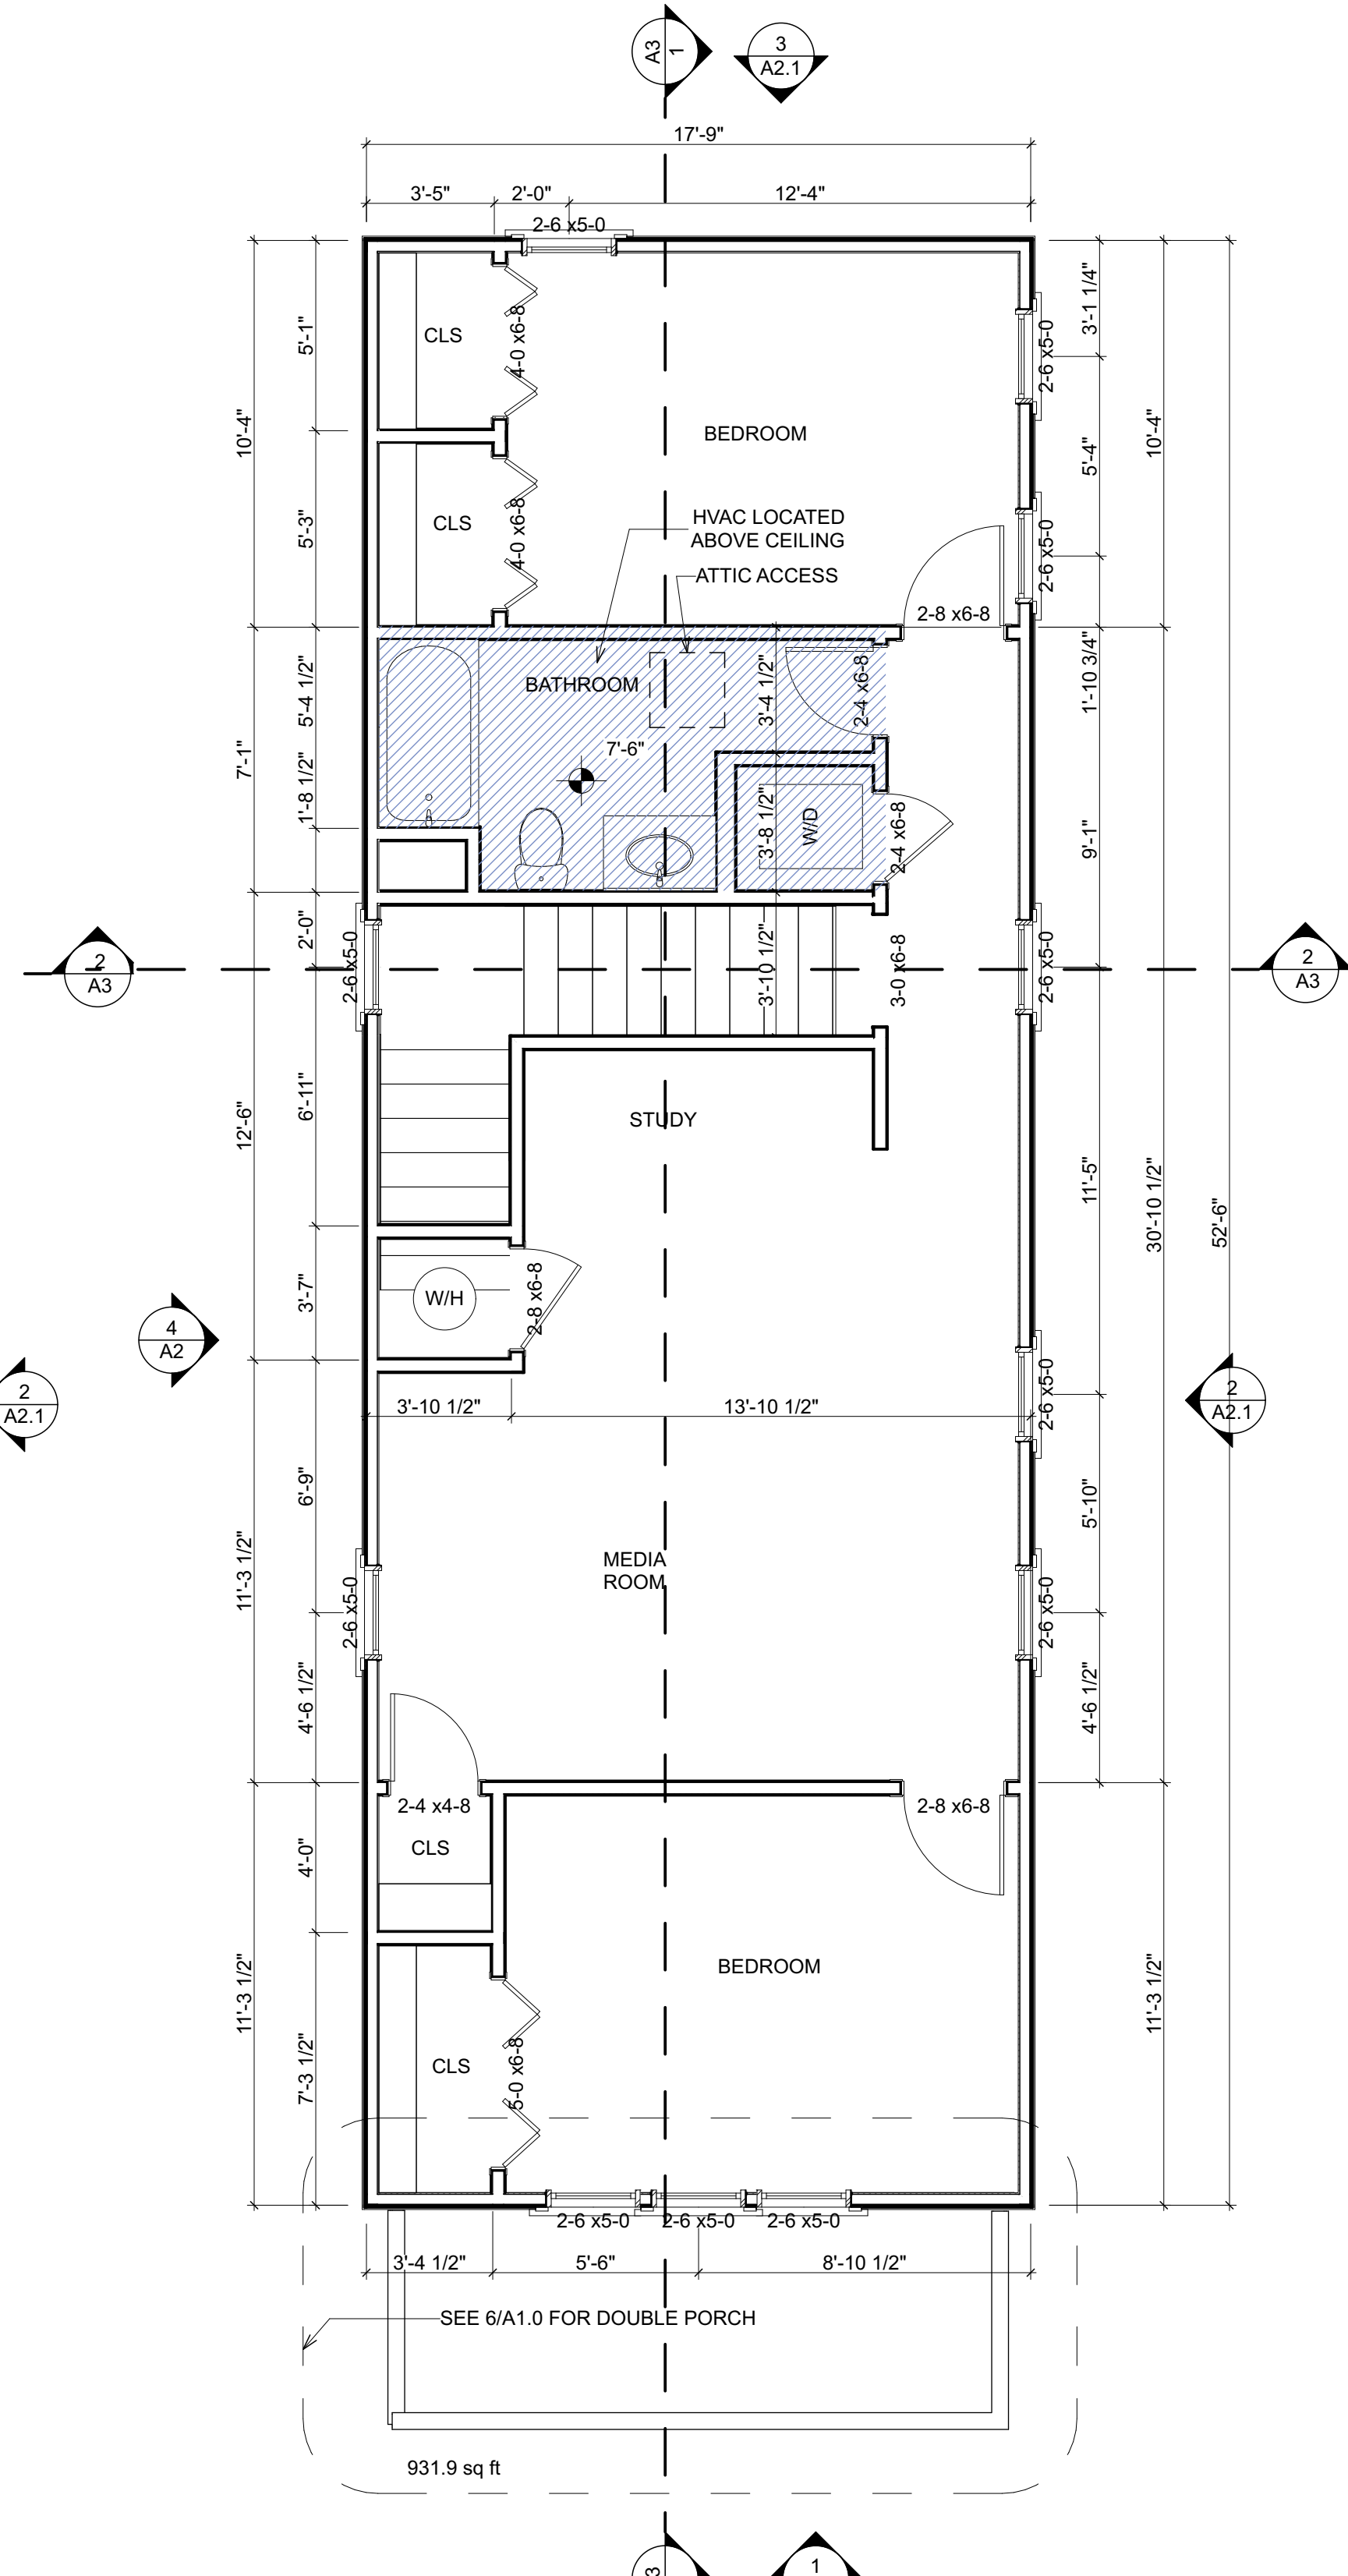 A3
1
3
A2.1
17'-9"
3'-5"
2'-0"
12'-4"
2-6 x5-0
5'-1"
10'-4"
5'-3"
CLS
4-0 x6-8
CLS
4-0 x6-8
BEDROOM
HVAC LOCATED
ABOVE CEILING
ATTIC ACCESS
2-8 x6-8
2-6 x5-0
2-6 x5-0
3'-1 1/4"
5'-4"
10'-4"
7'-1"
5'-4 1/2"
1'-8 1/2"
BATHROOM
7'-6"
3'-4 1/2"
2-4 x6-8
3'-8 1/2"
W/D
2-4 x6-8
1'-10 3/4"
9'-1"
2
A3
2'-0"
2-6 x5-0
3'-10 1/2"
3-0 x6-8
2-6 x5-0
2
A3
12'-6"
6'-11"
STUDY
11'-5"
30'-10 1/2"
52'-6"
3'-7"
W/H
2-8 x6-8
4
A2
2
A2.1
3'-10 1/2"
13'-10 1/2"
2-6 x5-0
2
A2.1
11'-3 1/2"
6'-9"
4'-6 1/2"
2-6 x5-0
MEDIA
ROOM
2-6 x5-0
5'-10"
4'-6 1/2"
2-4 x4-8
2-8 x6-8
CLS
4'-0"
11'-3 1/2"
7'-3 1/2"
BEDROOM
CLS
5-0 x6-8
11'-3 1/2"
2-6 x5-0
2-6 x5-0
2-6 x5-0
3'-4 1/2"
5'-6"
8'-10 1/2"
SEE 6/A1.0 FOR DOUBLE PORCH
931.9 sq ft
3
1